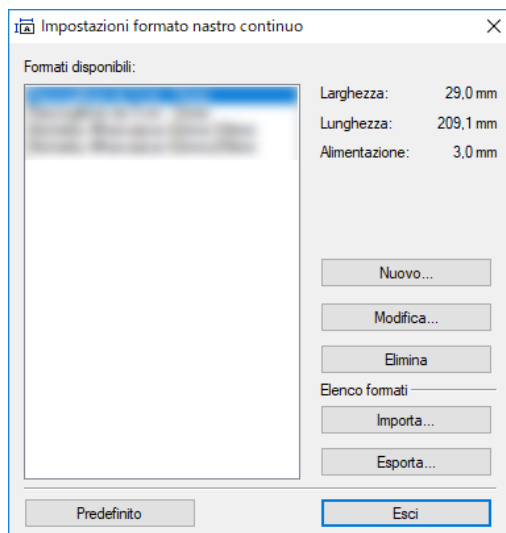 Impostazioni formato nastro continuo
Formati disponibili:
Larghezza: 29,0 mm
Lunghezza: 209,1 mm
Alimentazione: 3,0 mm
Nuovo...
Modifica...
Elimina
Elenco formati
Importa...
Esporta...
Predefinito
Esci